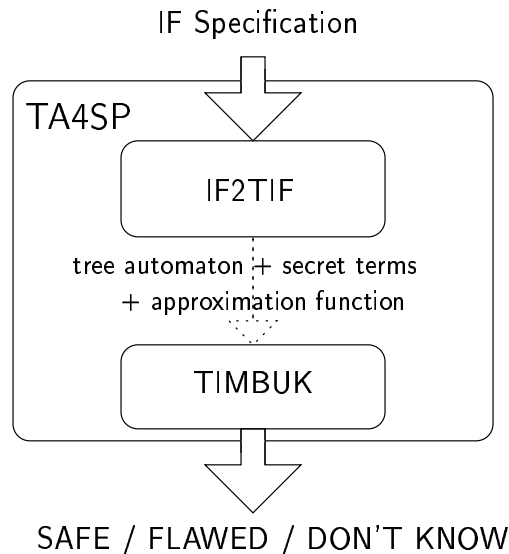 IF Specification
TA4SP
IF2TIF
tree automaton + secret terms
+ approximation function
TIMBUK
SAFE / FLAWED / DON'T KNOW